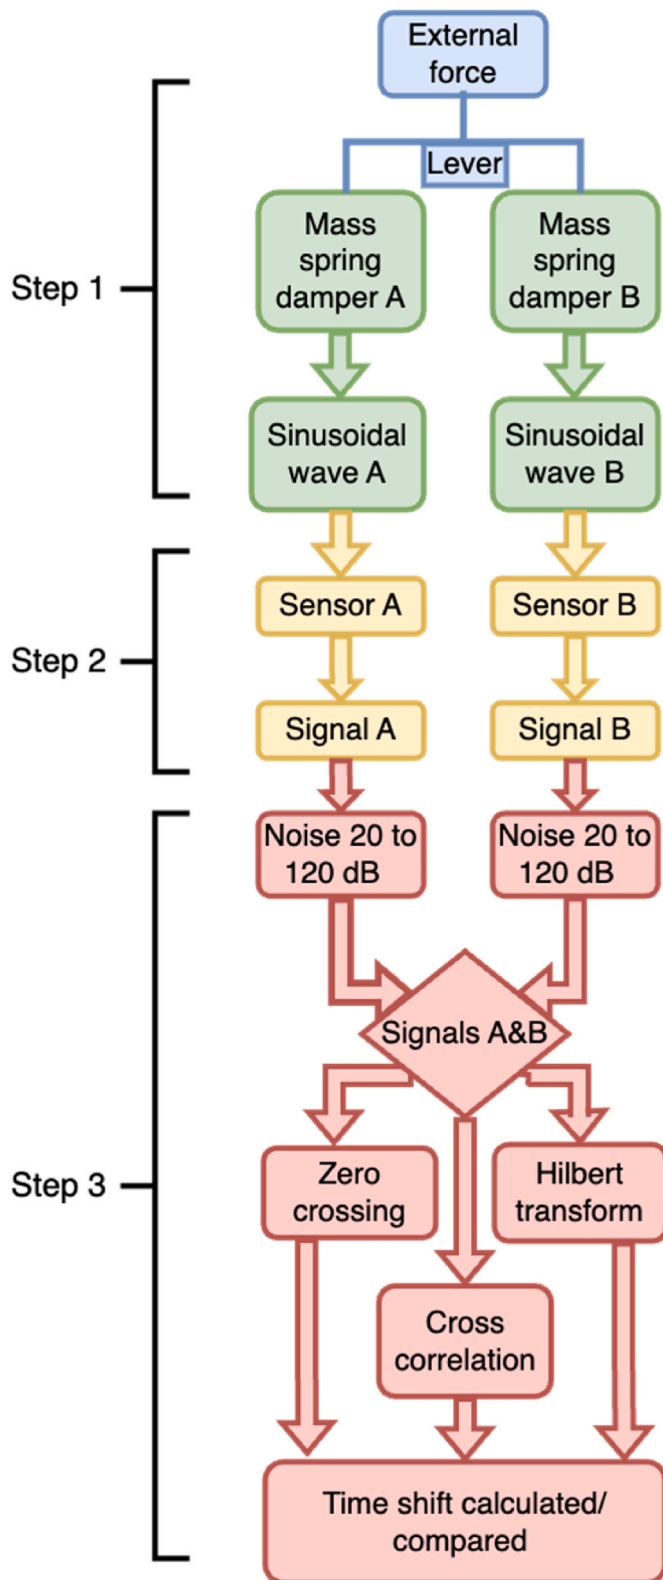 External
force
Lever
Mass
spring
damper A
Mass
spring
damper B
Step 1
Sinusoidal
wave A
Sinusoidal
wave B
Sensor A
Sensor B
Step 2
Signal A
Signal B
Noise 20 to
120 dB
Noise 20 to
120 dB
Signals A&B
Step 3
Zero
crossing
Hilbert
transform
Cross
correlation
Time shift calculated/
compared